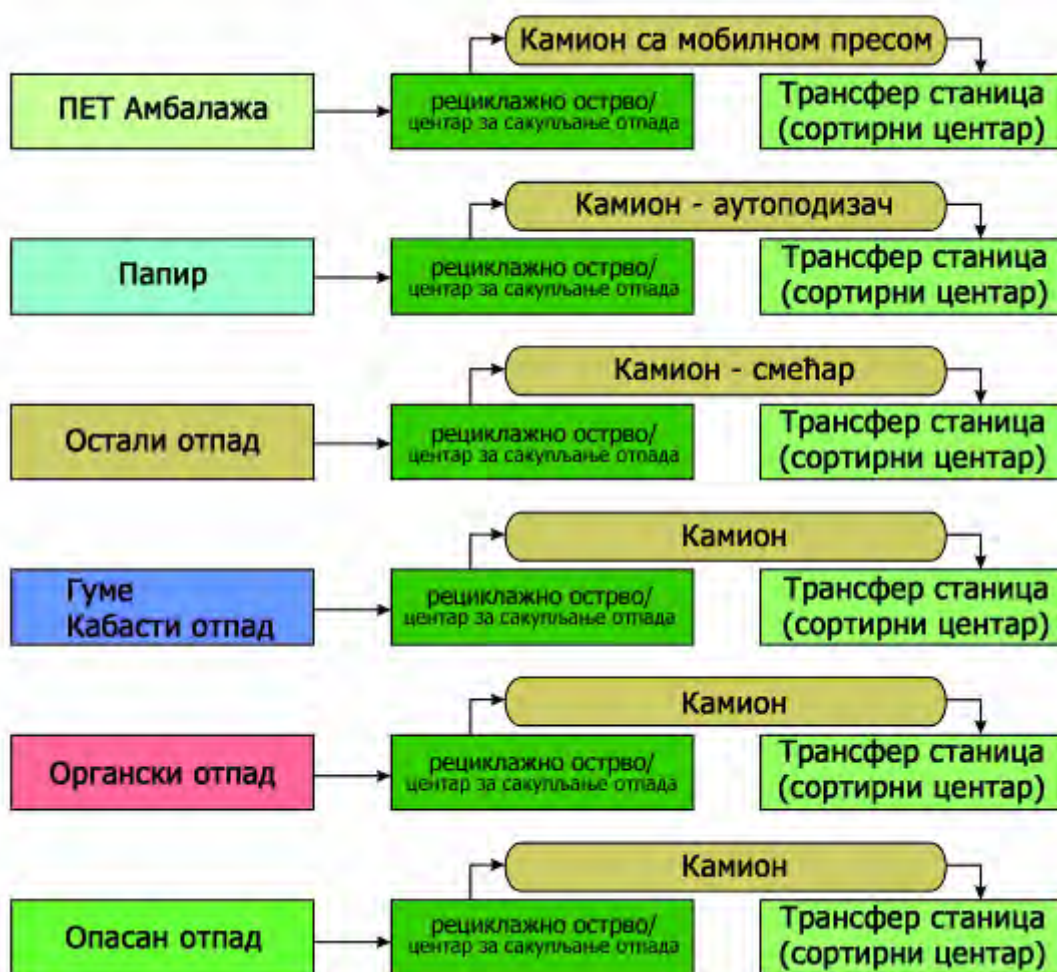 Камион са мобилном пресом
ПЕТ Амбалажа
рециклажно острво/
центар за сакупљање отпада
Трансфер станица
(сортирни центар)
Камион - аутоподизач
Папир
рециклажно острво/
центар за сакупљање отпада
Трансфер станица
(сортирни центар)
Камион - смећар
Остали отпад
рециклажно острво/
центар за сакупљање отпада
Трансфер станица
(сортирни центар)
Камион
Гуме
Кабасти отпад
рециклажно острво/
центар за сакупљање отпада
Трансфер станица
(сортирни центар)
Камион
Органски отпад
рециклажно острво/
центар за сакупљање отпада
Трансфер станица
(сортирни центар)
Камион
Опасан отпад
рециклажно острво/
центар за сакупљање отпада
Трансфер станица
(сортирни центар)